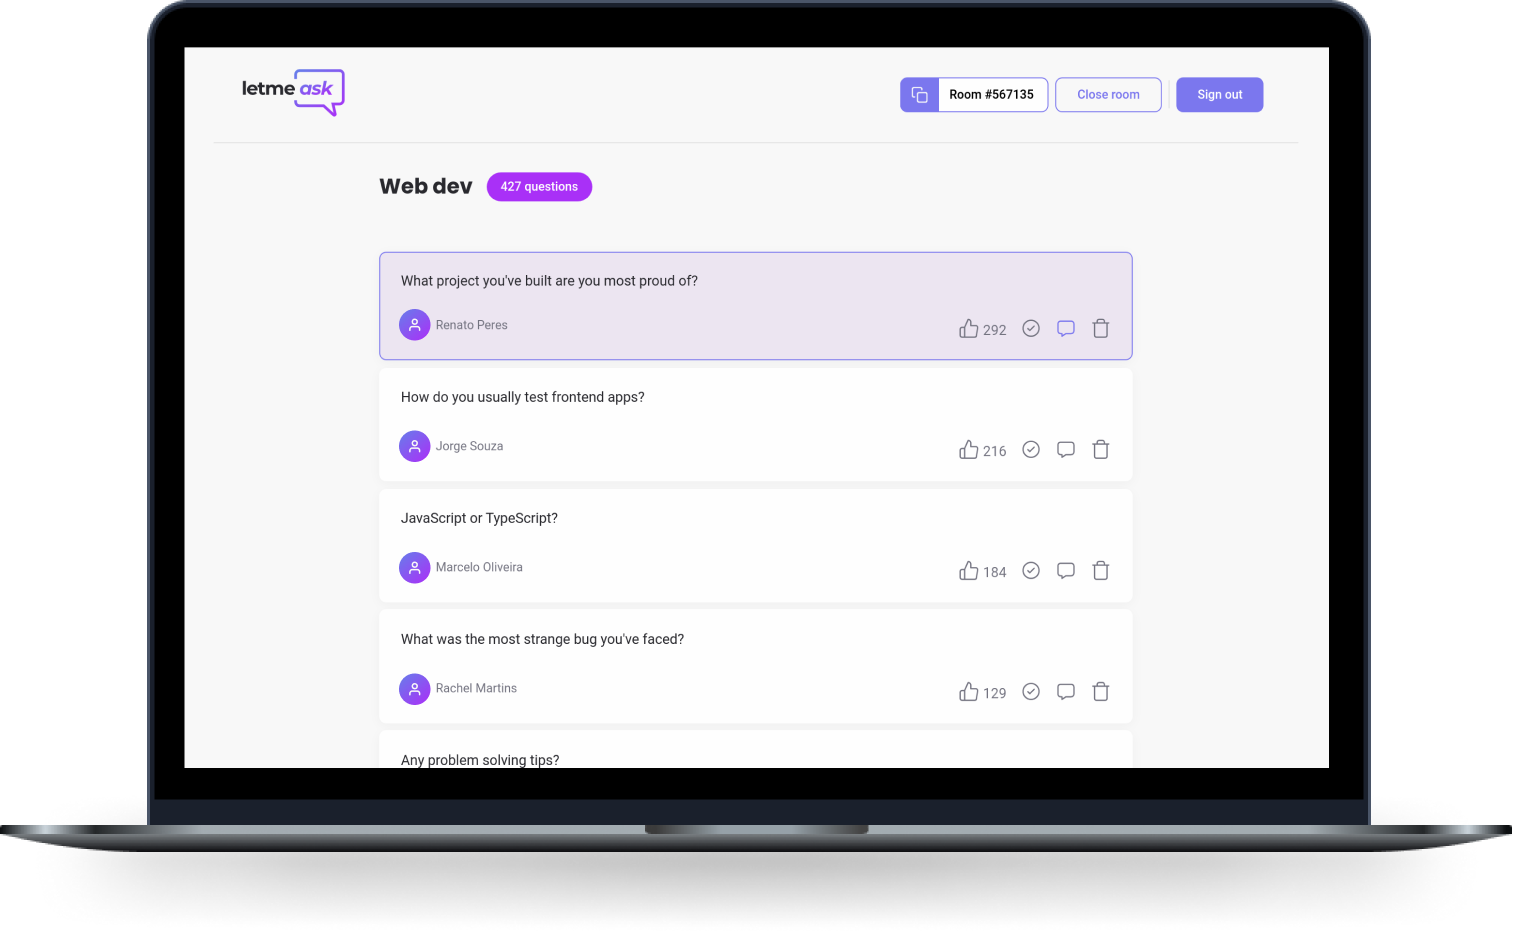 letme ask
Room #567135
Close room
Sign out
Web dev
427 questions
What project you've built are you most proud of?
Renato Peres
292
How do you usually test frontend apps?
Jorge Souza
216
JavaScript or TypeScript?
Marcelo Oliveira
184
What was the most strange bug you've faced?
Rachel Martins
129
Any problem solving tips?